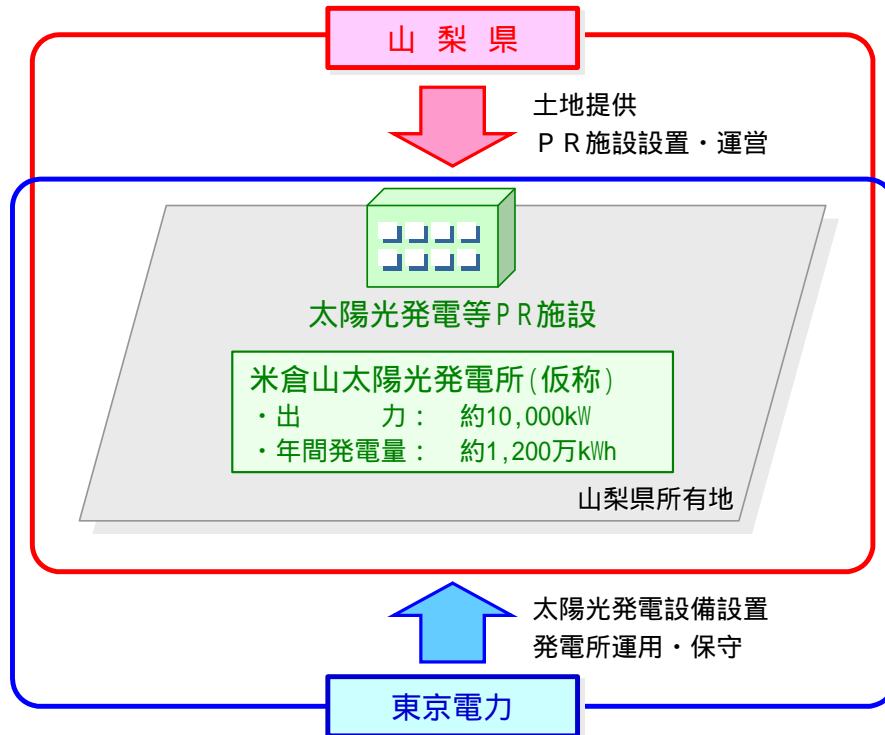 山梨県
土地提供
ＰＲ施設設置・運営
太陽光発電等PR施設
米倉山太陽光発電所(仮称)
・出　　　力：　約10,000kW
・年間発電量：　約1,200万kWh
山梨県所有地
太陽光発電設備設置
発電所運用・保守
東京電力